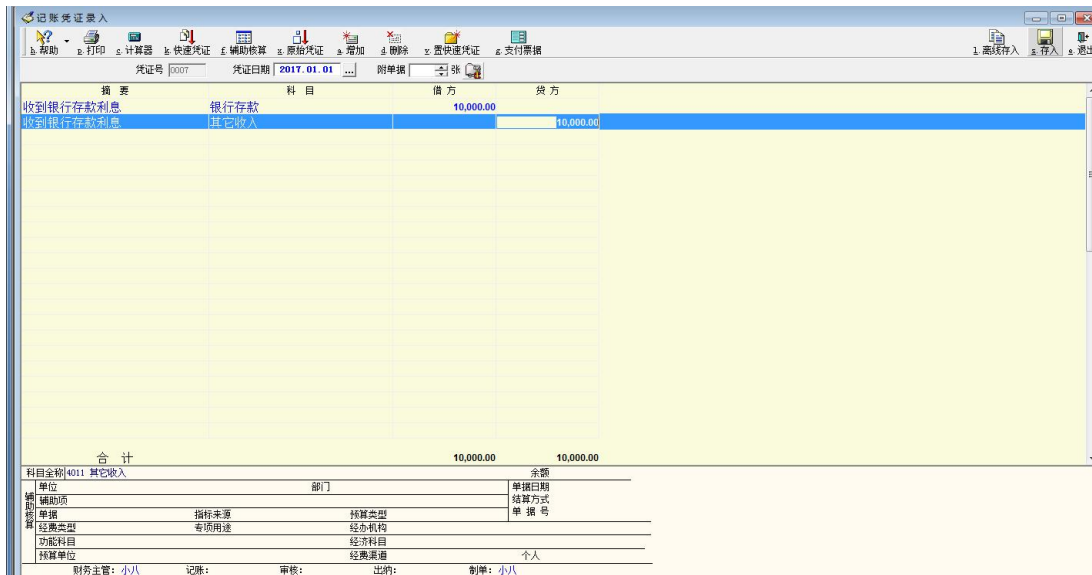 记账凭证录入
h.帮助 p.打印 c.计算器 k.快速凭证 f.辅助核算 x.原始凭证 a.增加 d.删除 y.置快速凭证 g.支付票据 l.离线存入 s.存入 e.退出
凭证号 0007 凭证日期 2017.01.01 ... 附单据 张
摘 要 科 目 借 方 贷 方
收到银行存款利息 银行存款 10,000.00
收到银行存款利息 其它收入 10,000.00
合 计 10,000.00 10,000.00
科目全称 4011 其它收入 余额
辅助核算
单位 部门 单据日期
辅助项 结算方式
单据 指标来源 预算类型 单 据 号
经费类型 专项用途 经办机构
功能科目 经济科目
预算单位 经费渠道 个人
财务主管: 小八 记账: 审核: 出纳: 制单: 小八